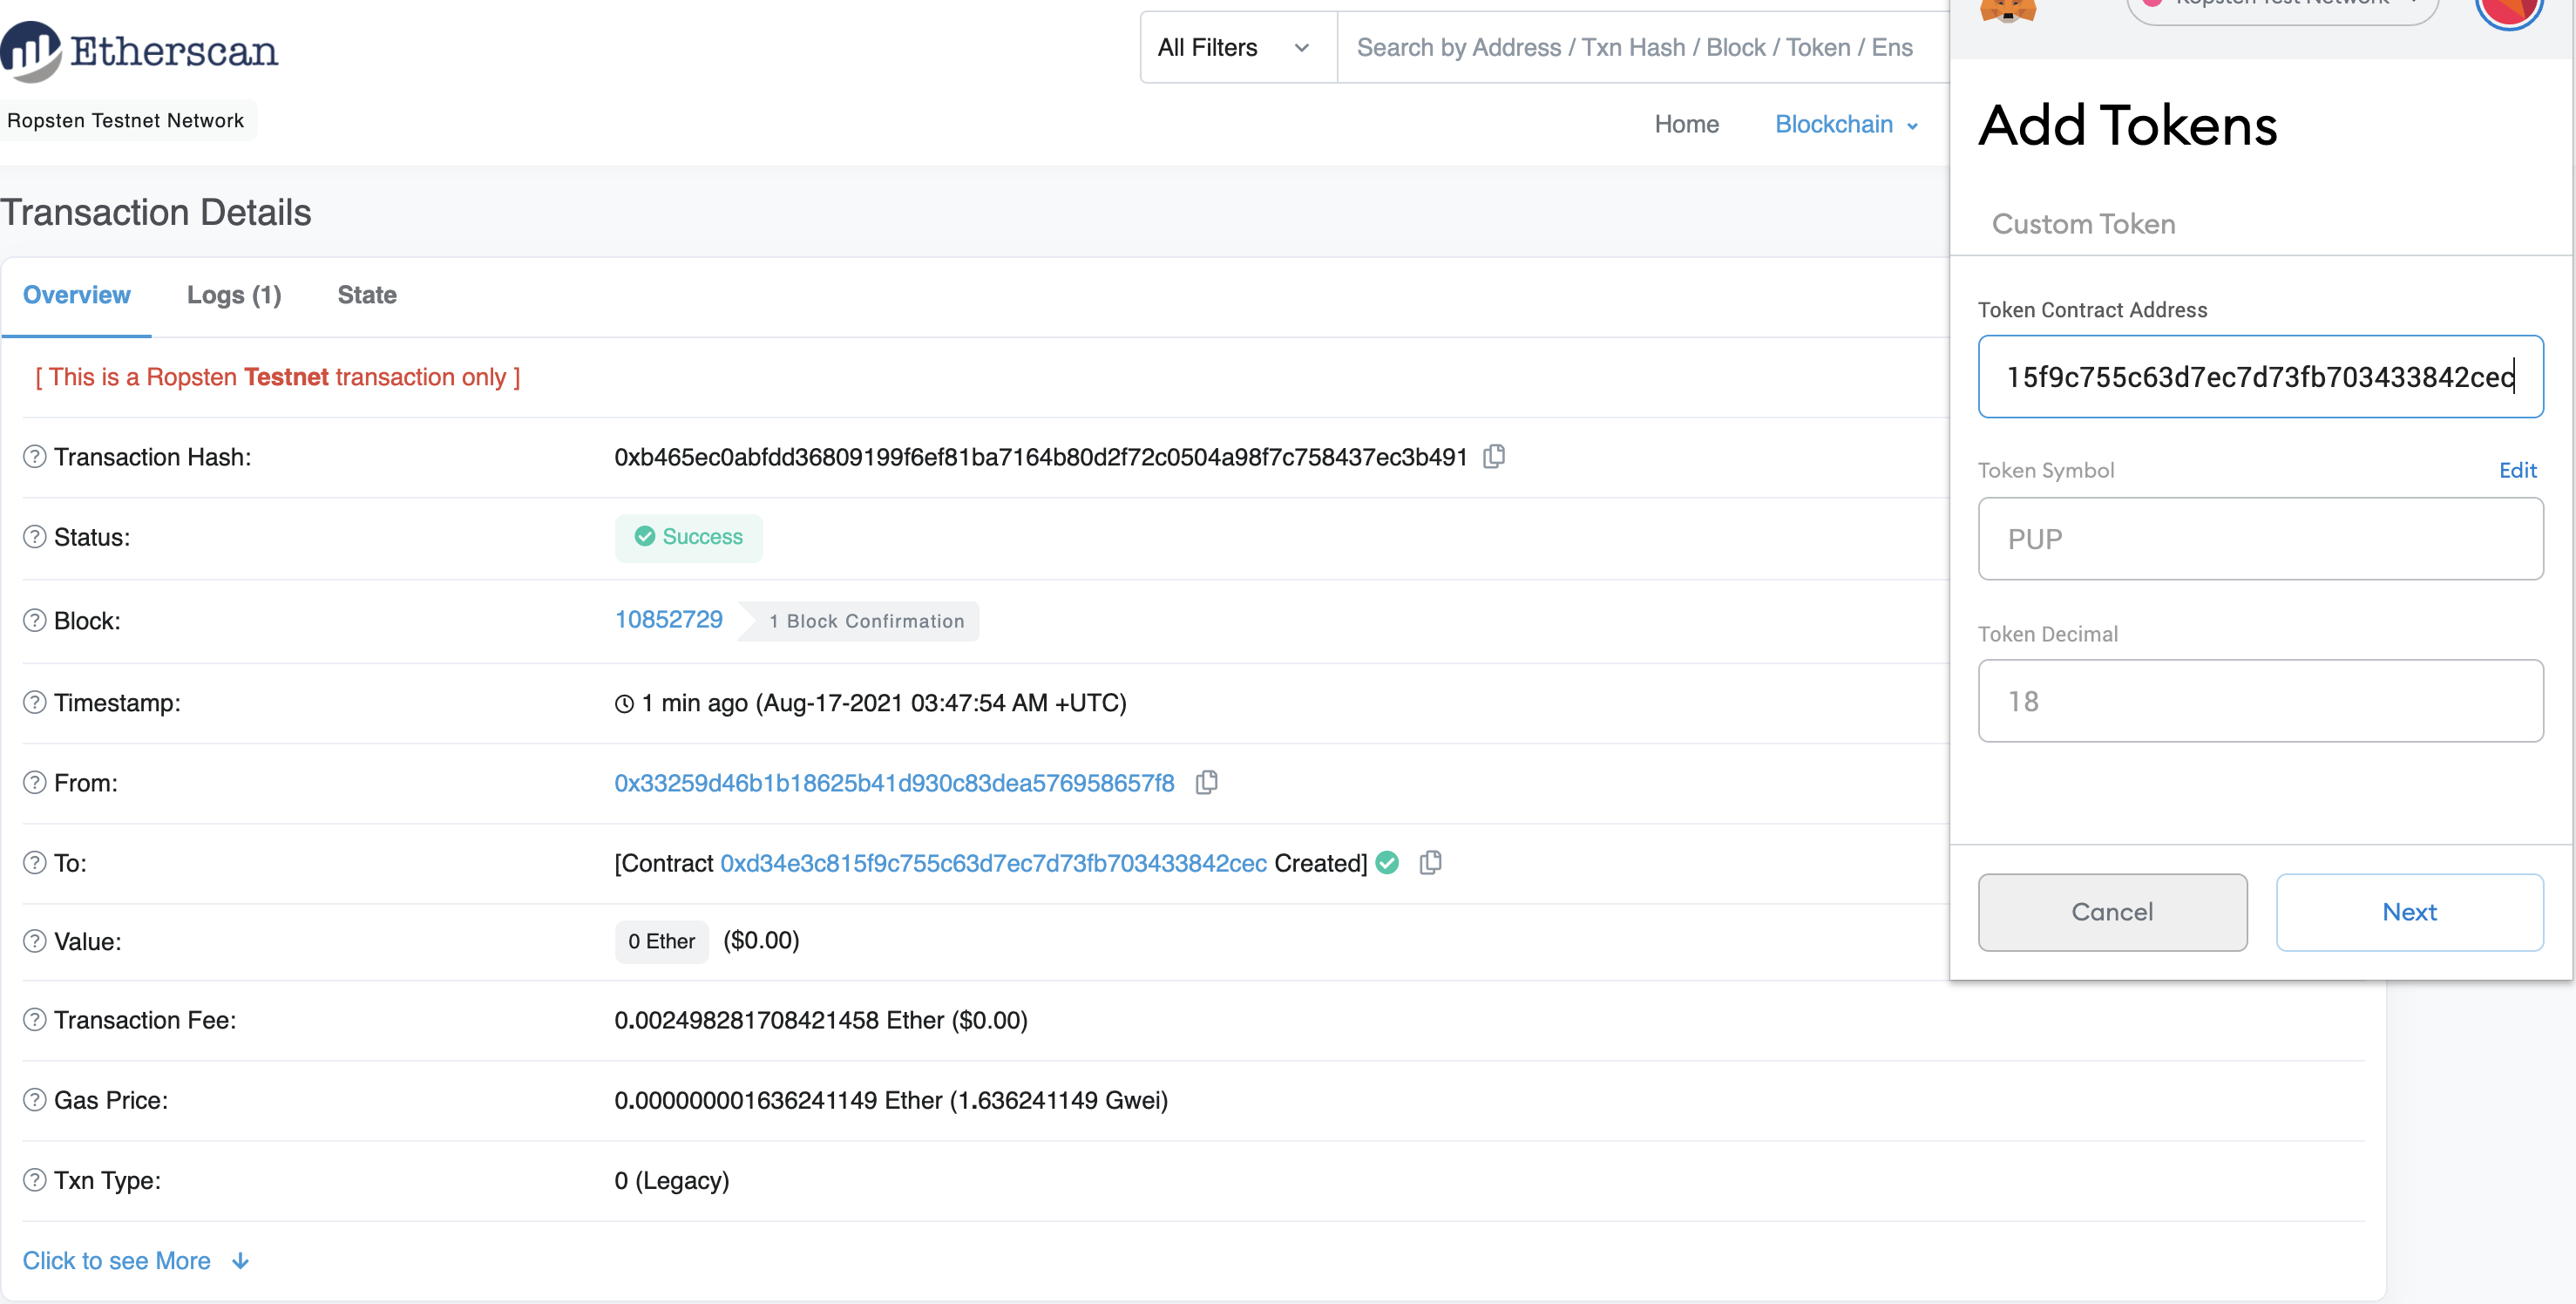 Etherscan
All Filters
Search by Address / Txn Hash / Block / Token / Ens
Ropsten Testnet Network
Home
Blockchain
Transaction Details
Overview
Logs (1)
State
[ This is a Ropsten Testnet transaction only ]
Transaction Hash:
0xb465ec0abfdd36809199f6ef81ba7164b80d2f72c0504a98f7c758437ec3b491
Status:
Success
Block:
10852729
1 Block Confirmation
Timestamp:
1 min ago (Aug-17-2021 03:47:54 AM +UTC)
From:
0x33259d46b1b18625b41d930c83dea576958657f8
To:
[Contract 0xd34e3c815f9c755c63d7ec7d73fb703433842cec Created]
Value:
0 Ether ($0.00)
Transaction Fee:
0.002498281708421458 Ether ($0.00)
Gas Price:
0.000000001636241149 Ether (1.636241149 Gwei)
Txn Type:
0 (Legacy)
Click to see More
Ropsten Test Network
Add Tokens
Custom Token
Token Contract Address
15f9c755c63d7ec7d73fb703433842cec
Token Symbol
Edit
PUP
Token Decimal
18
Cancel
Next